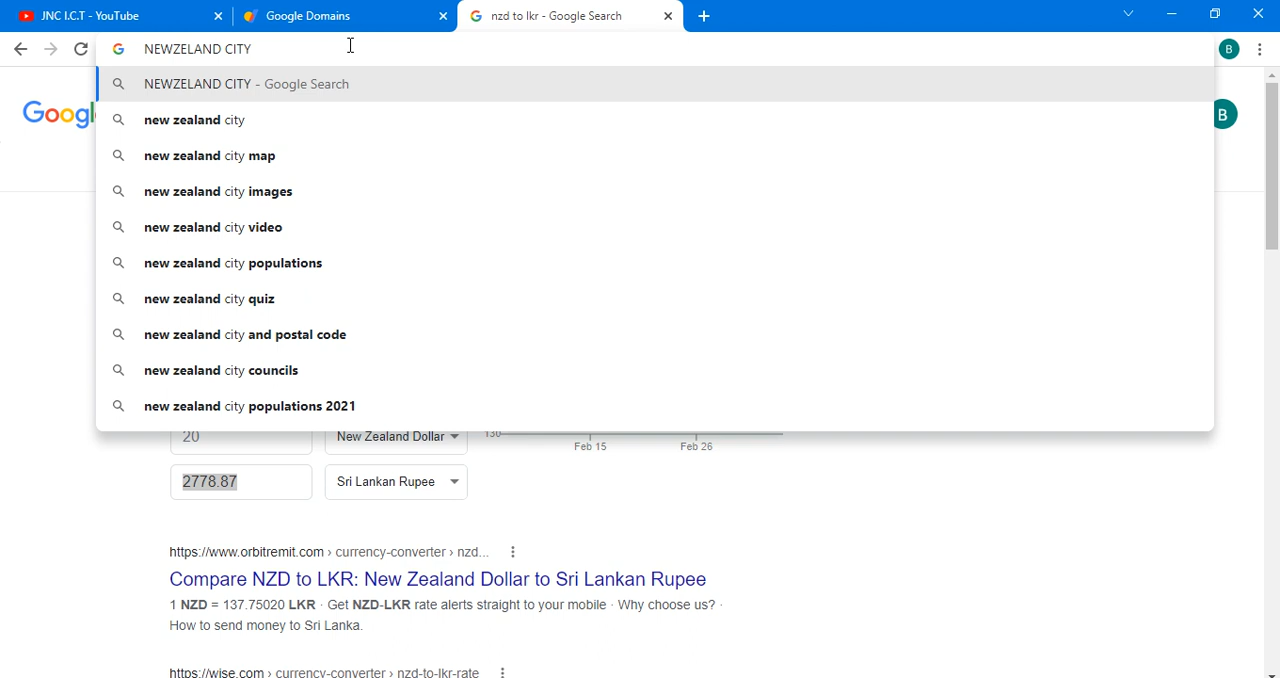 JNC I.C.T - YouTube
Google Domains
nzd to lkr - Google Search
NEWZELAND CITY
B
NEWZELAND CITY - Google Search
Googl
B
new zealand city
new zealand city map
new zealand city images
new zealand city video
new zealand city populations
new zealand city quiz
new zealand city and postal code
new zealand city councils
new zealand city populations 2021
20
New Zealand Dollar
130
Feb 15
Feb 26
2778.87
Sri Lankan Rupee
https://www.orbitremit.com › currency-converter › nzd...
Compare NZD to LKR: New Zealand Dollar to Sri Lankan Rupee
1 NZD = 137.75020 LKR · Get NZD-LKR rate alerts straight to your mobile · Why choose us? ·
How to send money to Sri Lanka.
https://wise.com › currency-converter › nzd-to-lkr-rate